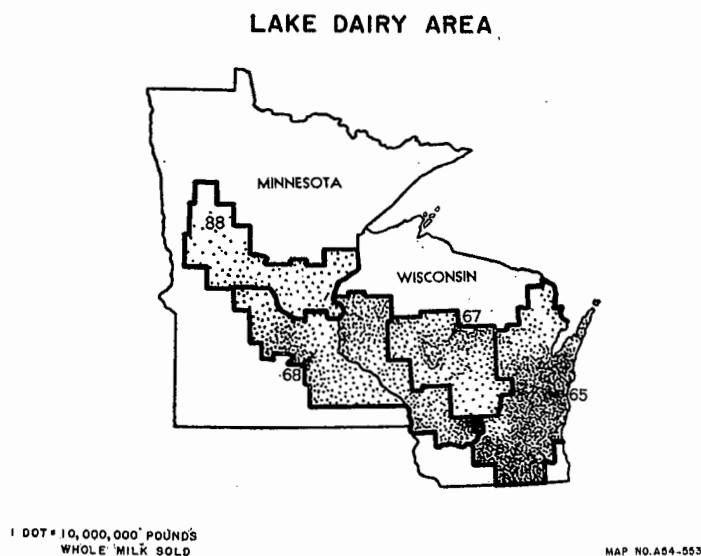 LAKE DAIRY AREA
MINNESOTA
88
WISCONSIN
67
68
65
1 DOT = 10,000,000 POUNDS
WHOLE MILK SOLD
MAP NO. A54-553